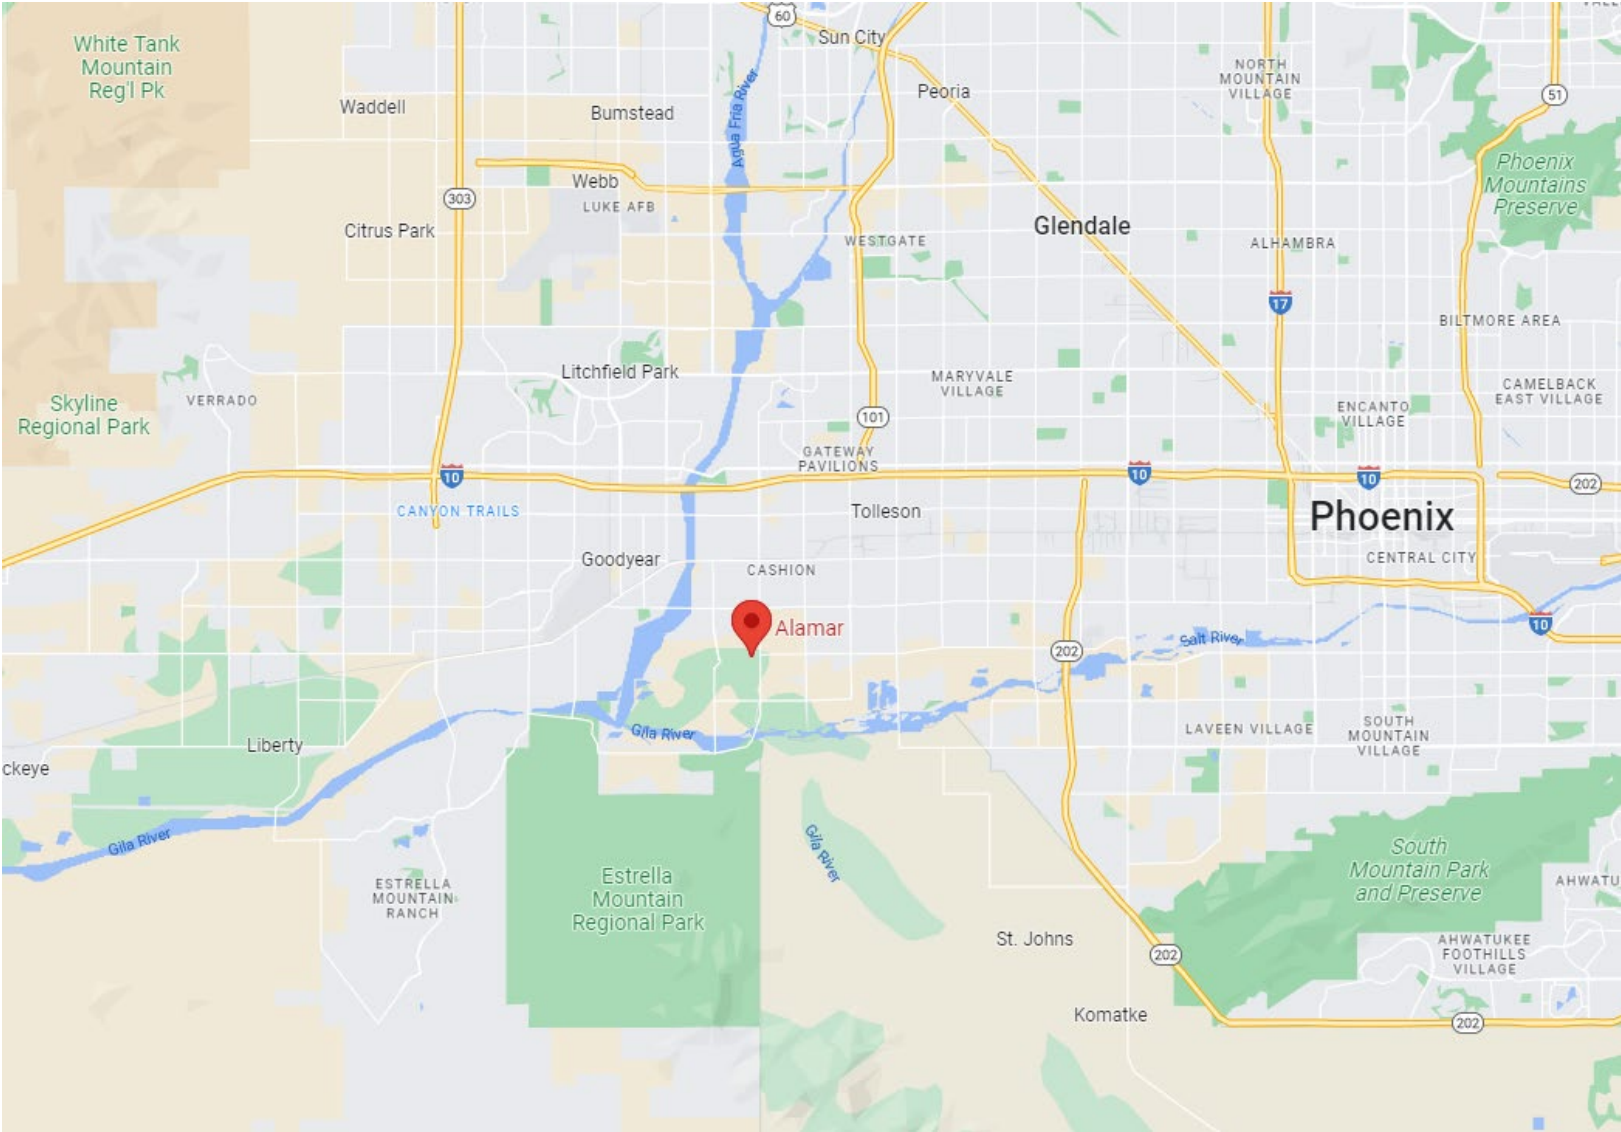 60
Sun City
White Tank
Mountain
Reg'l Pk
NORTH
MOUNTAIN
VILLAGE
Peoria
51
Waddell
Bumstead
Agua Fria River
Phoenix
Mountains
Preserve
Webb
LUKE AFB
303
Citrus Park
WESTGATE
Glendale
ALHAMBRA
17
BILTMORE AREA
Litchfield Park
MARYVALE
VILLAGE
CAMELBACK
EAST VILLAGE
VERRADO
Skyline
Regional Park
101
ENCANTO
VILLAGE
GATEWAY
PAVILIONS
10
10
10
202
CANYON TRAILS
Tolleson
Phoenix
Goodyear
CASHION
CENTRAL CITY
Alamar
10
Salt River
202
Gila River
LAVEEN VILLAGE
SOUTH
MOUNTAIN
VILLAGE
Liberty
ckeye
Gila River
Gila River
South
Mountain Park
and Preserve
ESTRELLA
MOUNTAIN
RANCH
Estrella
Mountain
Regional Park
AHWATU
St. Johns
202
AHWATUKEE
FOOTHILLS
VILLAGE
Komatke
202